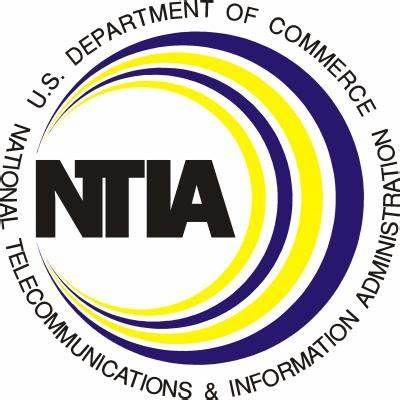 U.S. DEPARTMENT OF COMMERCE
NTIA
NATIONAL TELECOMMUNICATIONS & INFORMATION ADMINISTRATION